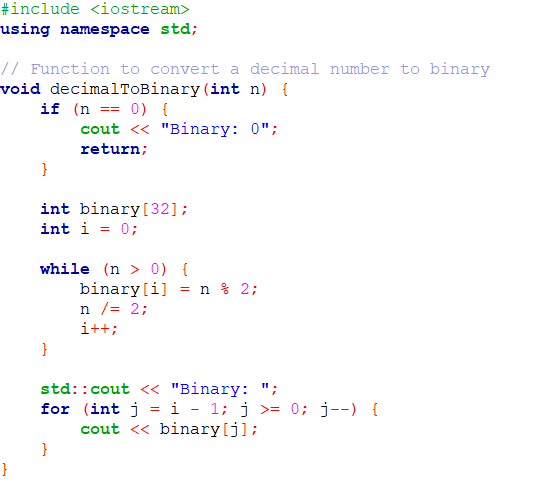 #include <iostream>
using namespace std;
// Function to convert a decimal number to binary
void decimalToBinary(int n) {
    if (n == 0) {
        cout << "Binary: 0";
        return;
    }
    int binary[32];
    int i = 0;
    while (n > 0) {
        binary[i] = n % 2;
        n /= 2;
        i++;
    }
    std::cout << "Binary: ";
    for (int j = i - 1; j >= 0; j--) {
        cout << binary[j];
    }
}